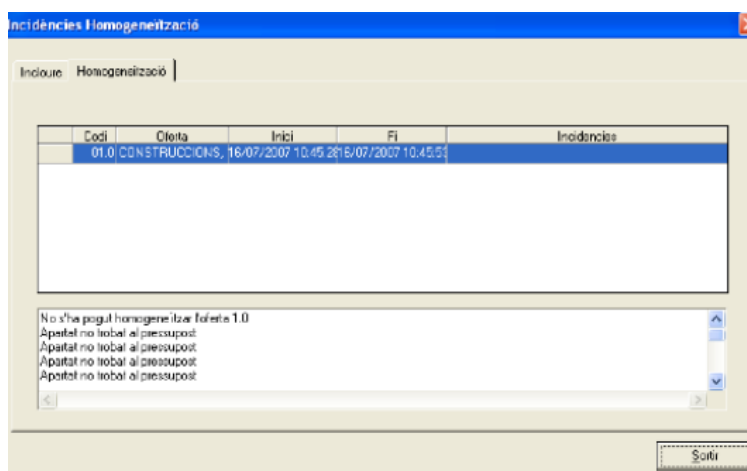 Incidències Homogeneïtzació
Incloure Homogeneització
Codi Oferta Inici Fi Incidencies
01.0 CONSTRUCCIONS, 16/07/2007 10:45:28 16/07/2007 10:45:53
No s'ha pogut homogeneïtzar l'oferta 1.0
Apartat no trobat al pressupost
Apartat no trobat al pressupost
Apartat no trobat al pressupost
Apartat no trobat al pressupost
Sortir